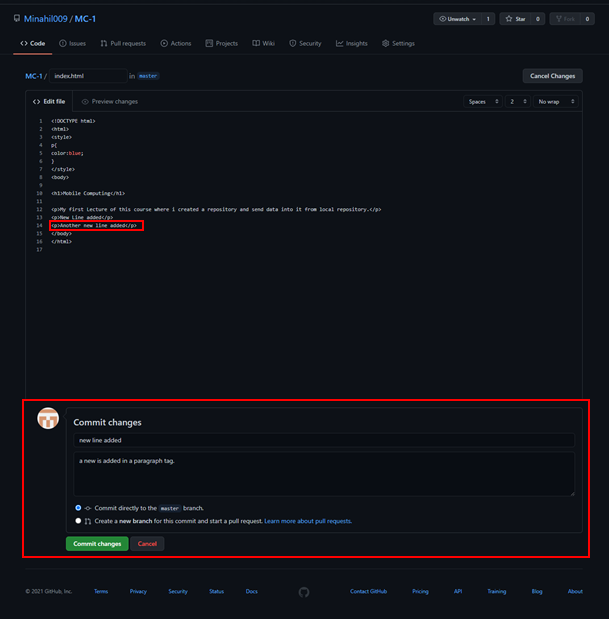 Minahil009 / MC-1
Unwatch 1 Star 0 Fork 0
Code Issues Pull requests Actions Projects Wiki Security Insights Settings
MC-1 / index.html in master Cancel Changes
Edit file Preview changes Spaces 2 No wrap
1 <!DOCTYPE html>
2 <html>
3 <style>
4 p{
5 color:blue;
6 }
7 </style>
8 <body>
9
10 <h1>Mobile Computing</h1>
11
12 <p>My First Lecture of this course where i created a repository and send data into it from local repository.</p>
13 <p>New Line added</p>
14 <p>Another new line added</p>
15 </body>
16 </html>
17
Commit changes
new line added
a new is added in a paragraph tag.
Commit directly to the master branch.
Create a new branch for this commit and start a pull request. Learn more about pull requests.
Commit changes Cancel
© 2021 GitHub, Inc. Terms Privacy Security Status Docs Contact GitHub Pricing API Training Blog About